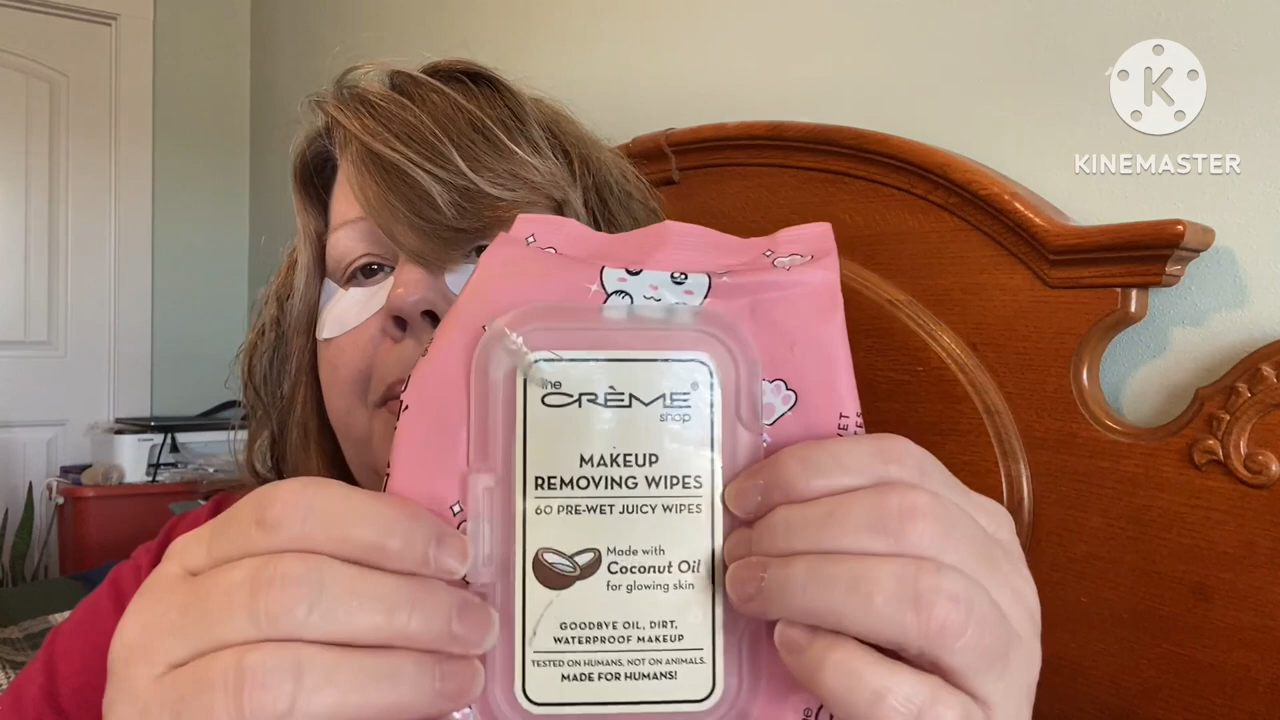 K
KINEMASTER
the
CRÈME®
shop
MAKEUP
REMOVING WIPES
60 PRE-WET JUICY WIPES
Made with
Coconut Oil
for glowing skin
GOODBYE OIL, DIRT,
WATERPROOF MAKEUP
TESTED ON HUMANS, NOT ON ANIMALS.
MADE FOR HUMANS!